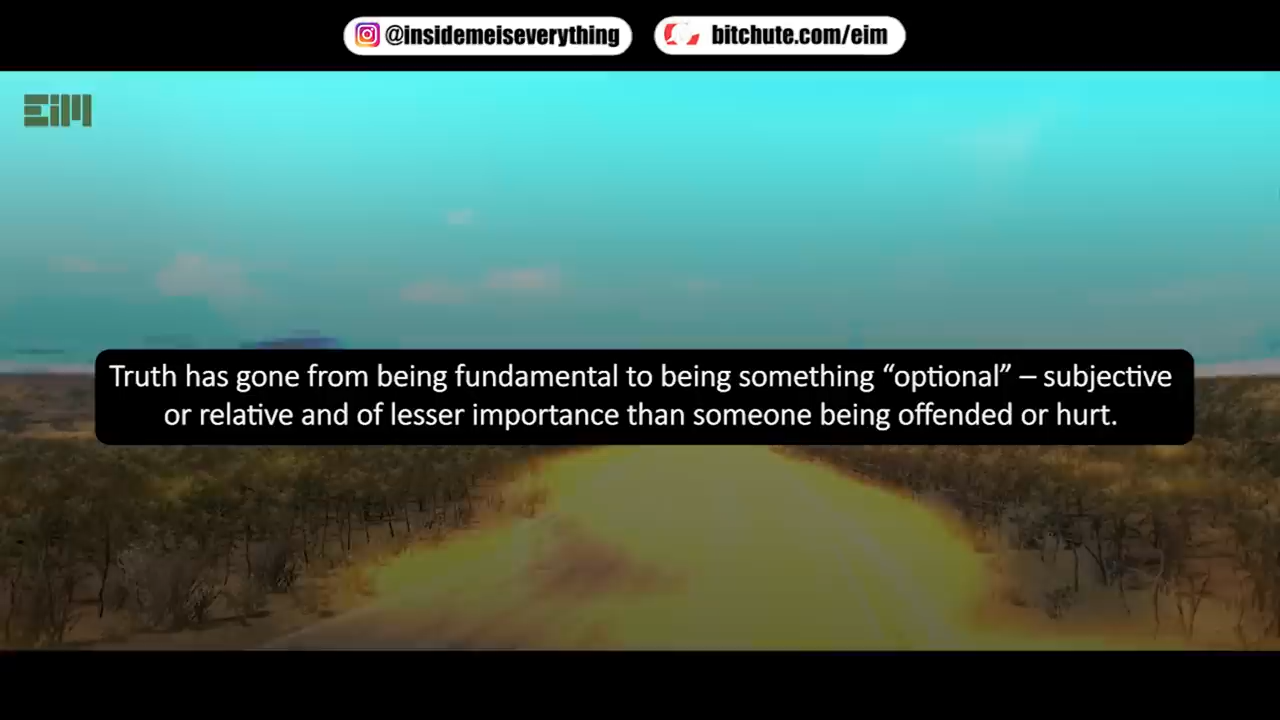 @insidemeiseverything
bitchute.com/eim
EiM
Truth has gone from being fundamental to being something “optional” – subjective
or relative and of lesser importance than someone being offended or hurt.